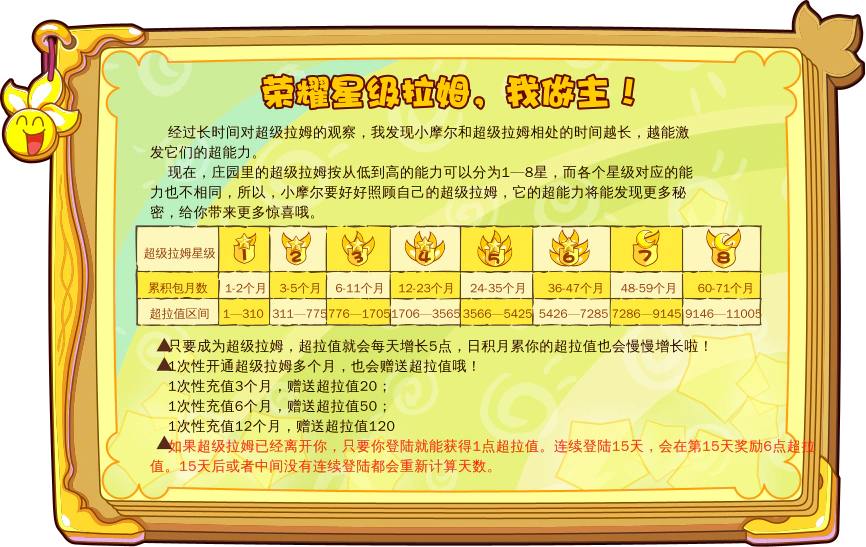 荣耀星级拉姆，我做主！
经过长时间对超级拉姆的观察，我发现小摩尔和超级拉姆相处的时间越长，越能激
发它们的超能力。
现在，庄园里的超级拉姆按从低到高的能力可以分为1—8星，而各个星级对应的能
力也不相同，所以，小摩尔要好好照顾自己的超级拉姆，它的超能力将能发现更多秘
密，给你带来更多惊喜哦。
超级拉姆星级 1 2 3 4 5 6 7 8
累积包月数 1-2个月 3-5个月 6-11个月 12-23个月 24-35个月 36-47个月 48-59个月 60-71个月
超拉值区间 1—310 311—775 776—1705 1706—3565 3566—5425 5426—7285 7286—9145 9146—11005
▲只要成为超级拉姆，超拉值就会每天增长5点，日积月累你的超拉值也会慢慢增长啦！
▲1次性开通超级拉姆多个月，也会赠送超拉值哦！
1次性充值3个月，赠送超拉值20；
1次性充值6个月，赠送超拉值50；
1次性充值12个月，赠送超拉值120
▲如果超级拉姆已经离开你，只要你登陆就能获得1点超拉值。连续登陆15天，会在第15天奖励6点超拉
值。15天后或者中间没有连续登陆都会重新计算天数。